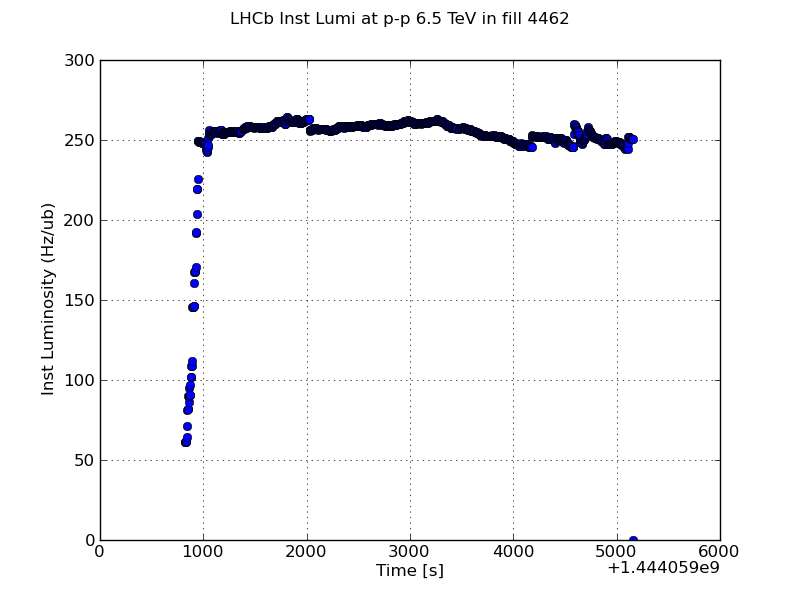 LHCb Inst Lumi at p-p 6.5 TeV in fill 4462
300
250
200
150
100
50
0
Inst Luminosity (Hz/ub)
0 1000 2000 3000 4000 5000 6000
Time [s]
+1.444059e9